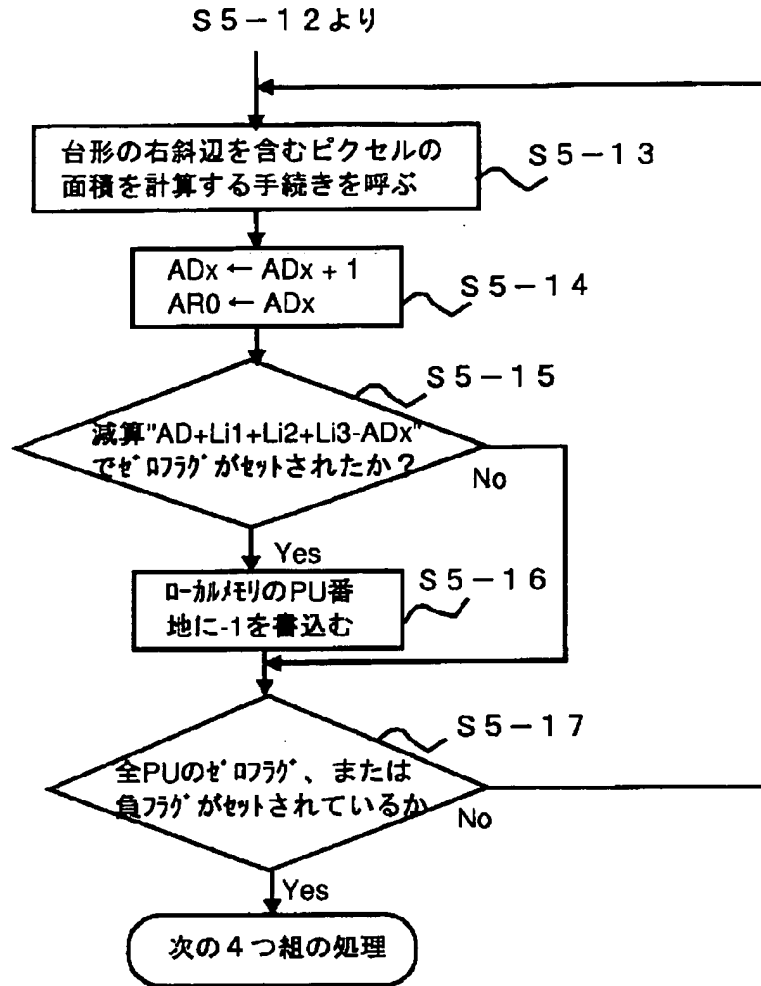 S5-12より
台形の右斜辺を含むピクセルの
面積を計算する手続きを呼ぶ
S5-13
ADx ← ADx + 1
AR0 ← ADx
S5-14
S5-15
減算"AD+Li1+Li2+Li3-ADx"
でｾﾞﾛﾌﾗｸﾞがｾｯﾄされたか？
No
Yes
ﾛｰｶﾙﾒﾓﾘのPU番
地に-1を書込む
S5-16
S5-17
全PUのｾﾞﾛﾌﾗｸﾞ、または
負ﾌﾗｸﾞがｾｯﾄされているか
No
Yes
次の４つ組の処理